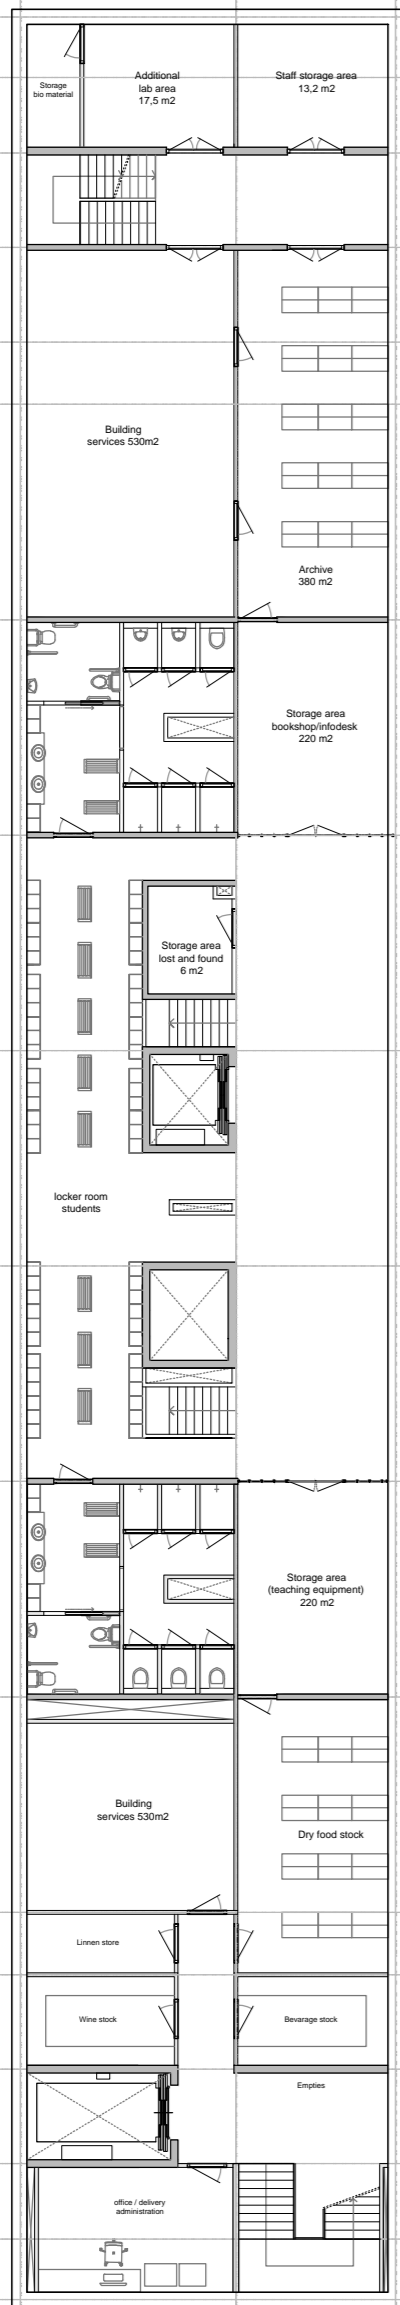 Storage
bio material
Additional
lab area
17,5 m2
Staff storage area
13,2 m2
Building
services 530m2
Archive
380 m2
Storage area
bookshop/infodesk
220 m2
Storage area
lost and found
6 m2
locker room
students
Storage area
(teaching equipment)
220 m2
Building
services 530m2
Dry food stock
Linnen store
Wine stock
Bevarage stock
Empties
office / delivery
administration